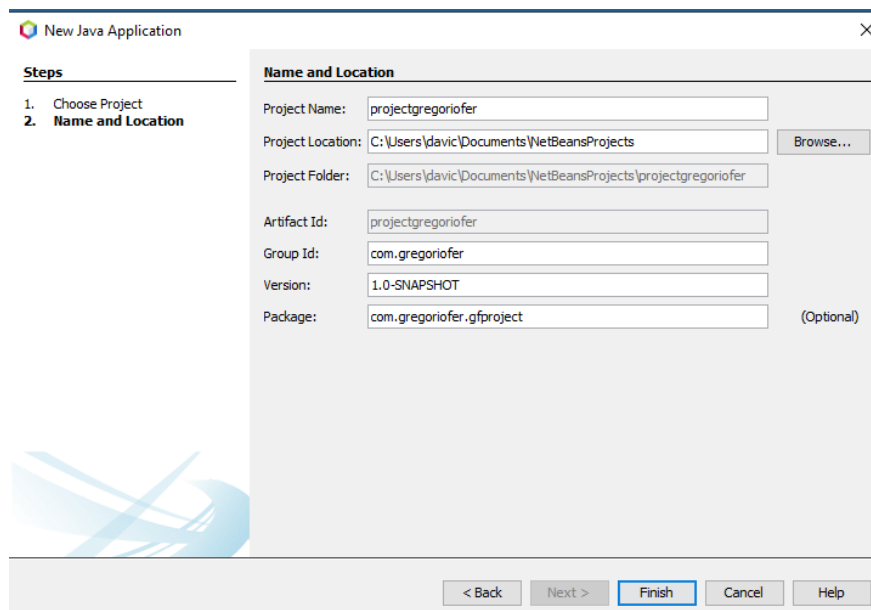 New Java Application
Steps
1. Choose Project
2. Name and Location
Name and Location
Project Name: projectgregoriofer
Project Location: C:\Users\davic\Documents\NetBeansProjects Browse...
Project Folder: C:\Users\davic\Documents\NetBeansProjects\projectgregoriofer
Artifact Id: projectgregoriofer
Group Id: com.gregoriofer
Version: 1.0-SNAPSHOT
Package: com.gregoriofer.gfproject (Optional)
< Back Next > Finish Cancel Help